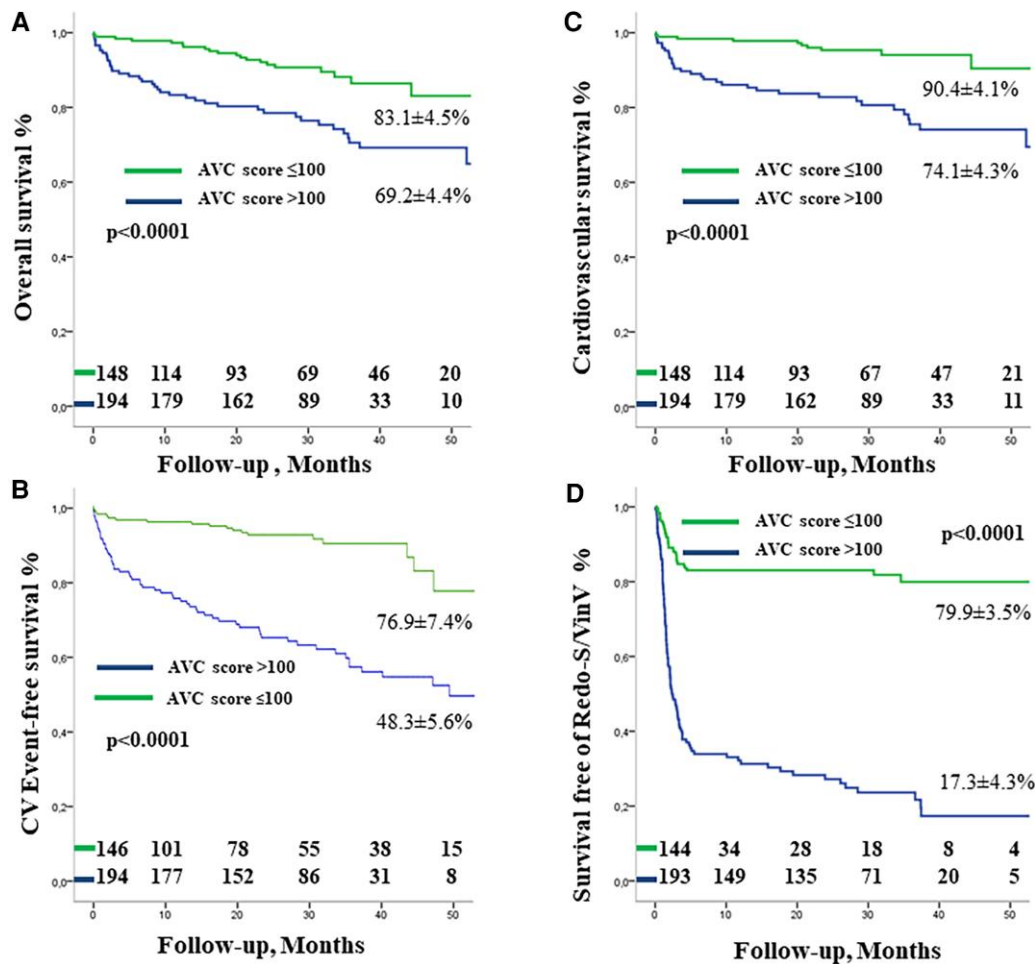 A
Overall survival %
1,0
0,8
0,6
0,4
0,2
0,0
83.1±4.5%
AVC score ≤100
AVC score >100
69.2±4.4%
p<0.0001
148 114 93 69 46 20
194 179 162 89 33 10
0 10 20 30 40 50
Follow-up , Months
C
Cardiovascular survival %
1,0
0,8
0,6
0,4
0,2
0,0
90.4±4.1%
AVC score ≤100
AVC score >100
74.1±4.3%
p<0.0001
148 114 93 67 47 21
194 179 162 89 33 11
0 10 20 30 40 50
Follow-up, Months
B
CV Event-free survival %
1,0
0,8
0,6
0,4
0,2
0,0
76.9±7.4%
AVC score >100
AVC score ≤100
48.3±5.6%
p<0.0001
146 101 78 55 38 15
194 177 152 86 31 8
0 10 20 30 40 50
Follow-up, Months
D
Survival free of Redo-S/VinV %
1,0
0,8
0,6
0,4
0,2
0,0
AVC score ≤100
AVC score >100
p<0.0001
79.9±3.5%
17.3±4.3%
144 34 28 18 8 4
193 149 135 71 20 5
0 10 20 30 40 50
Follow-up, Months